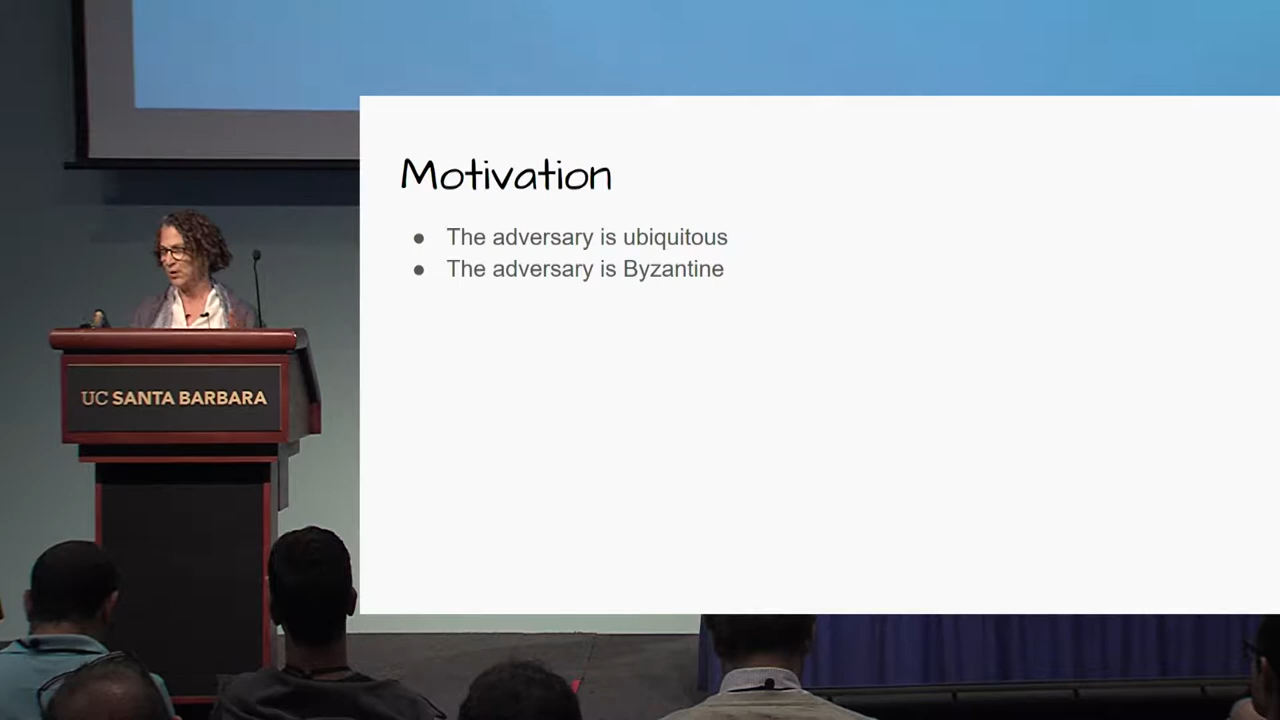 Motivation
● The adversary is ubiquitous
● The adversary is Byzantine
UC SANTA BARBARA